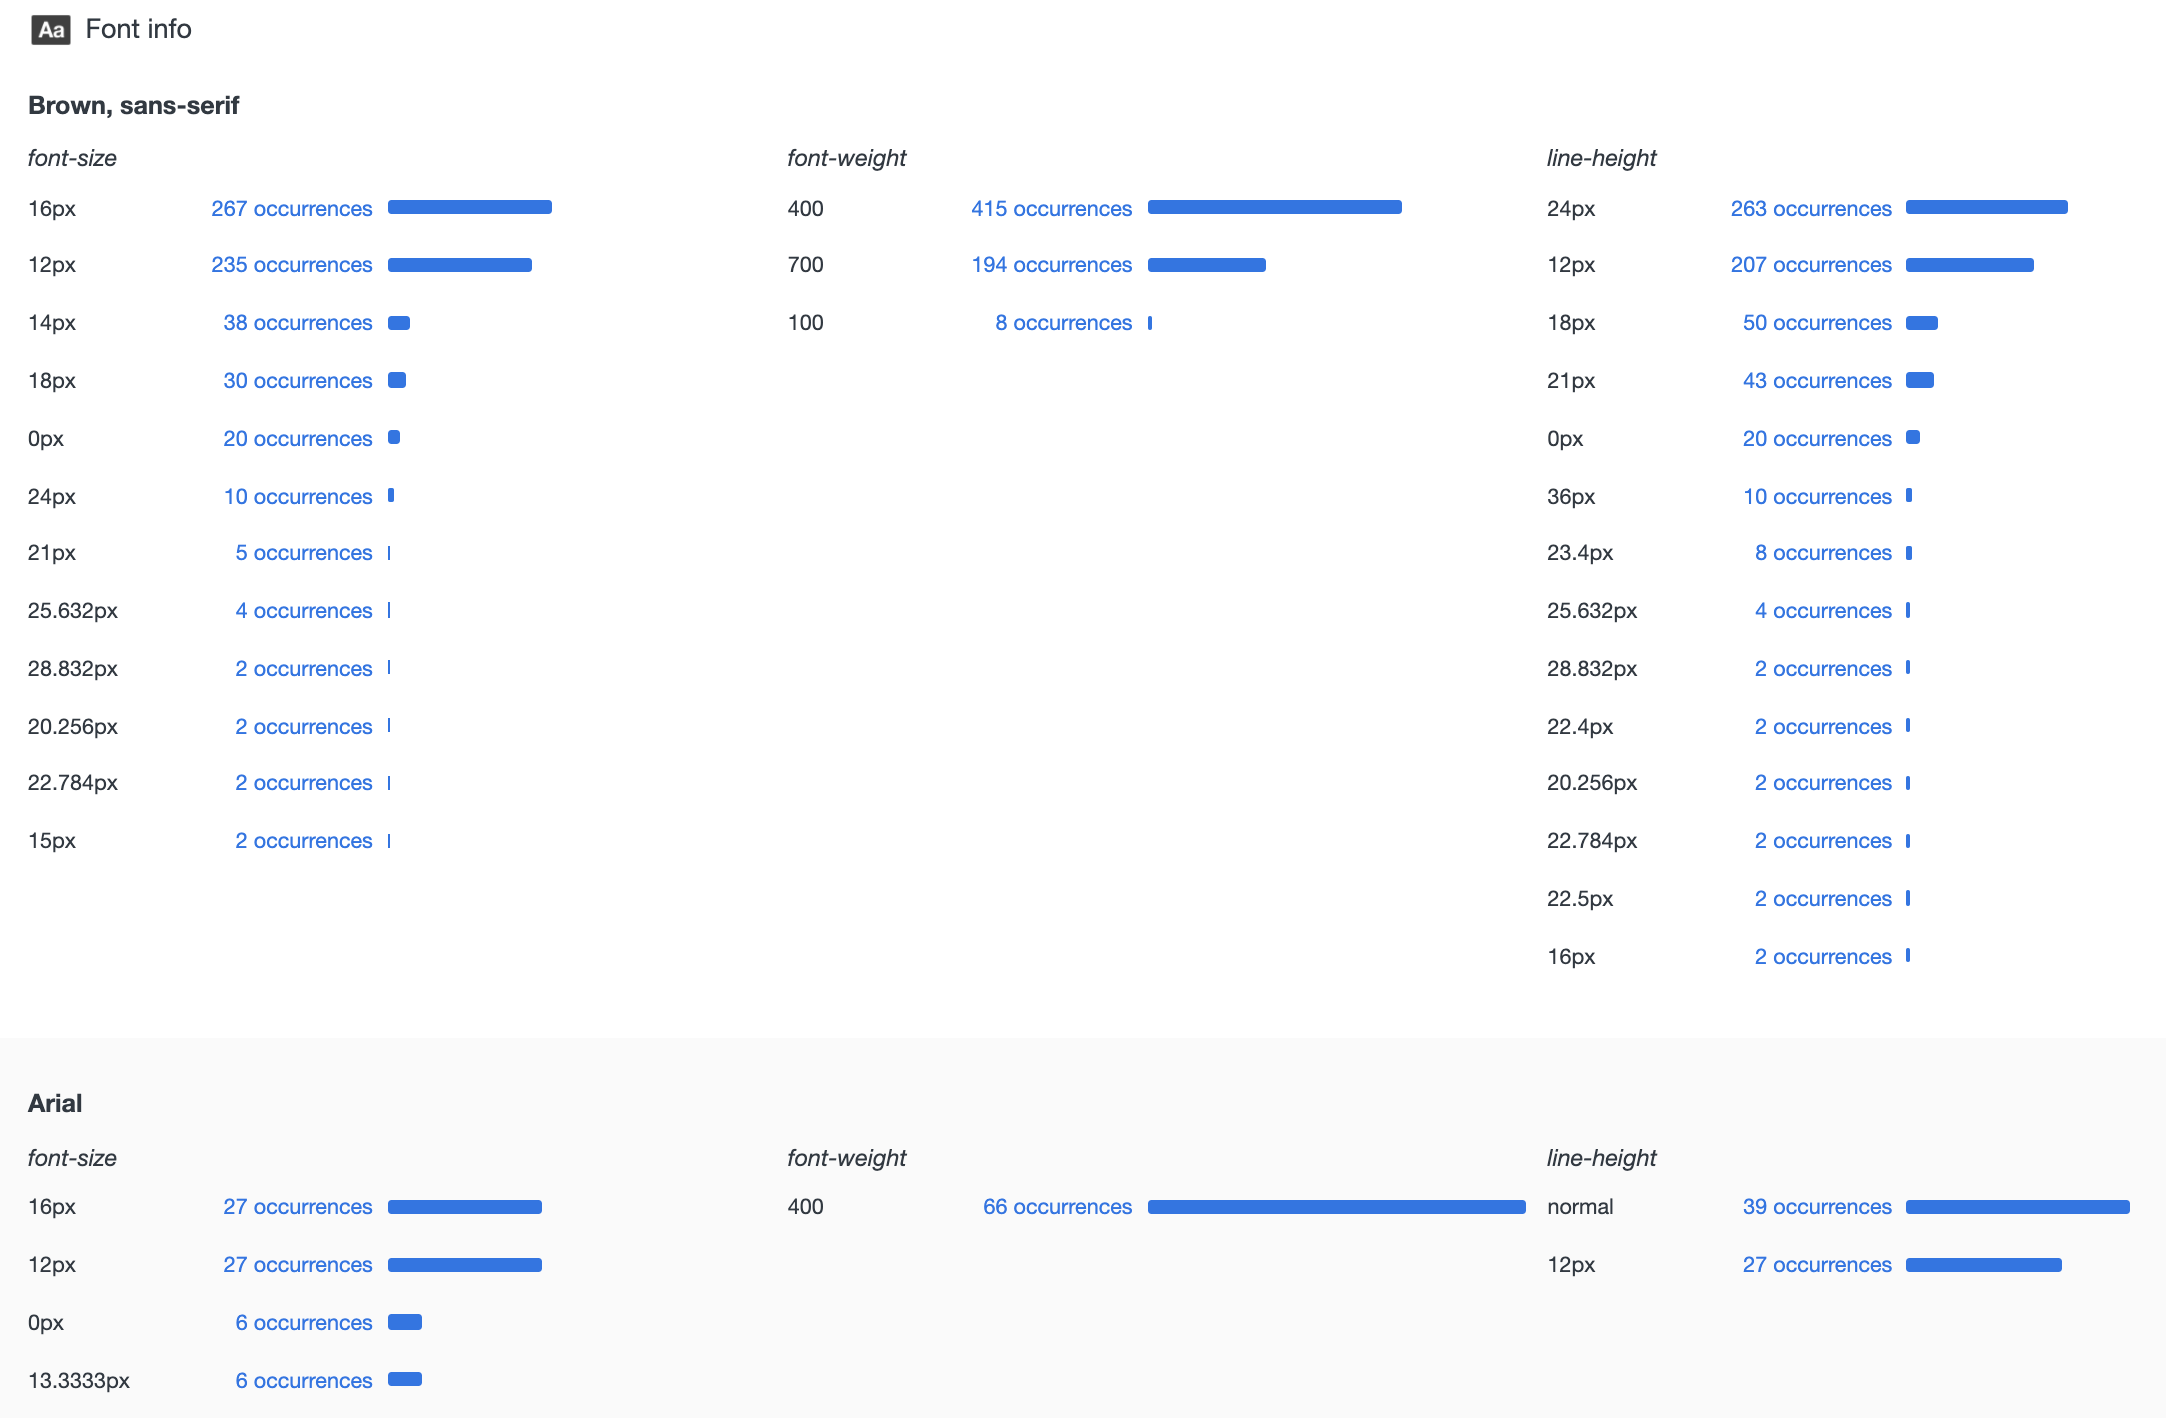 Aa Font info
Brown, sans-serif
font-size font-weight line-height
16px 267 occurrences 400 415 occurrences 24px 263 occurrences
12px 235 occurrences 700 194 occurrences 12px 207 occurrences
14px 38 occurrences 100 8 occurrences 18px 50 occurrences
18px 30 occurrences 21px 43 occurrences
0px 20 occurrences 0px 20 occurrences
24px 10 occurrences 36px 10 occurrences
21px 5 occurrences 23.4px 8 occurrences
25.632px 4 occurrences 25.632px 4 occurrences
28.832px 2 occurrences 28.832px 2 occurrences
20.256px 2 occurrences 22.4px 2 occurrences
22.784px 2 occurrences 20.256px 2 occurrences
15px 2 occurrences 22.784px 2 occurrences
22.5px 2 occurrences
16px 2 occurrences
Arial
font-size font-weight line-height
16px 27 occurrences 400 66 occurrences normal 39 occurrences
12px 27 occurrences 12px 27 occurrences
0px 6 occurrences
13.3333px 6 occurrences